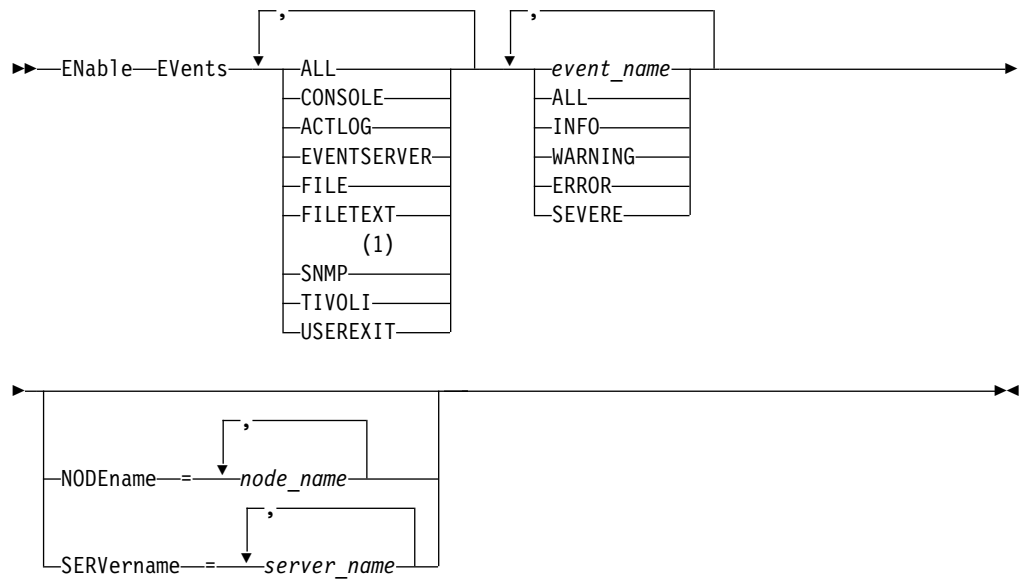 , ,
ENable EVents ALL event_name
CONSOLE ALL
ACTLOG INFO
EVENTSERVER WARNING
FILE ERROR
FILETEXT SEVERE
(1)
SNMP
TIVOLI
USEREXIT
,
NODEname = node_name
,
SERVername = server_name